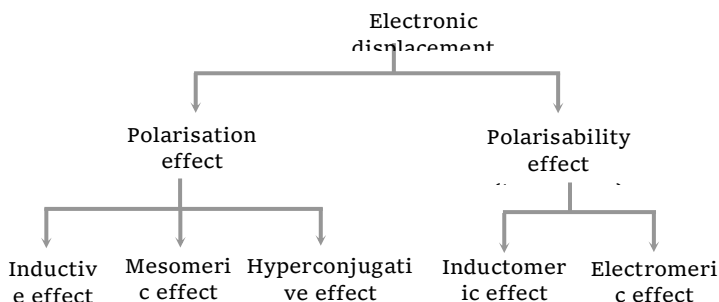 Electronic
displacement
Polarisation
effect
Polarisability
effect
Inductiv
e effect
Mesomeri
c effect
Hyperconjugati
ve effect
Inductomer
ic effect
Electromeri
c effect